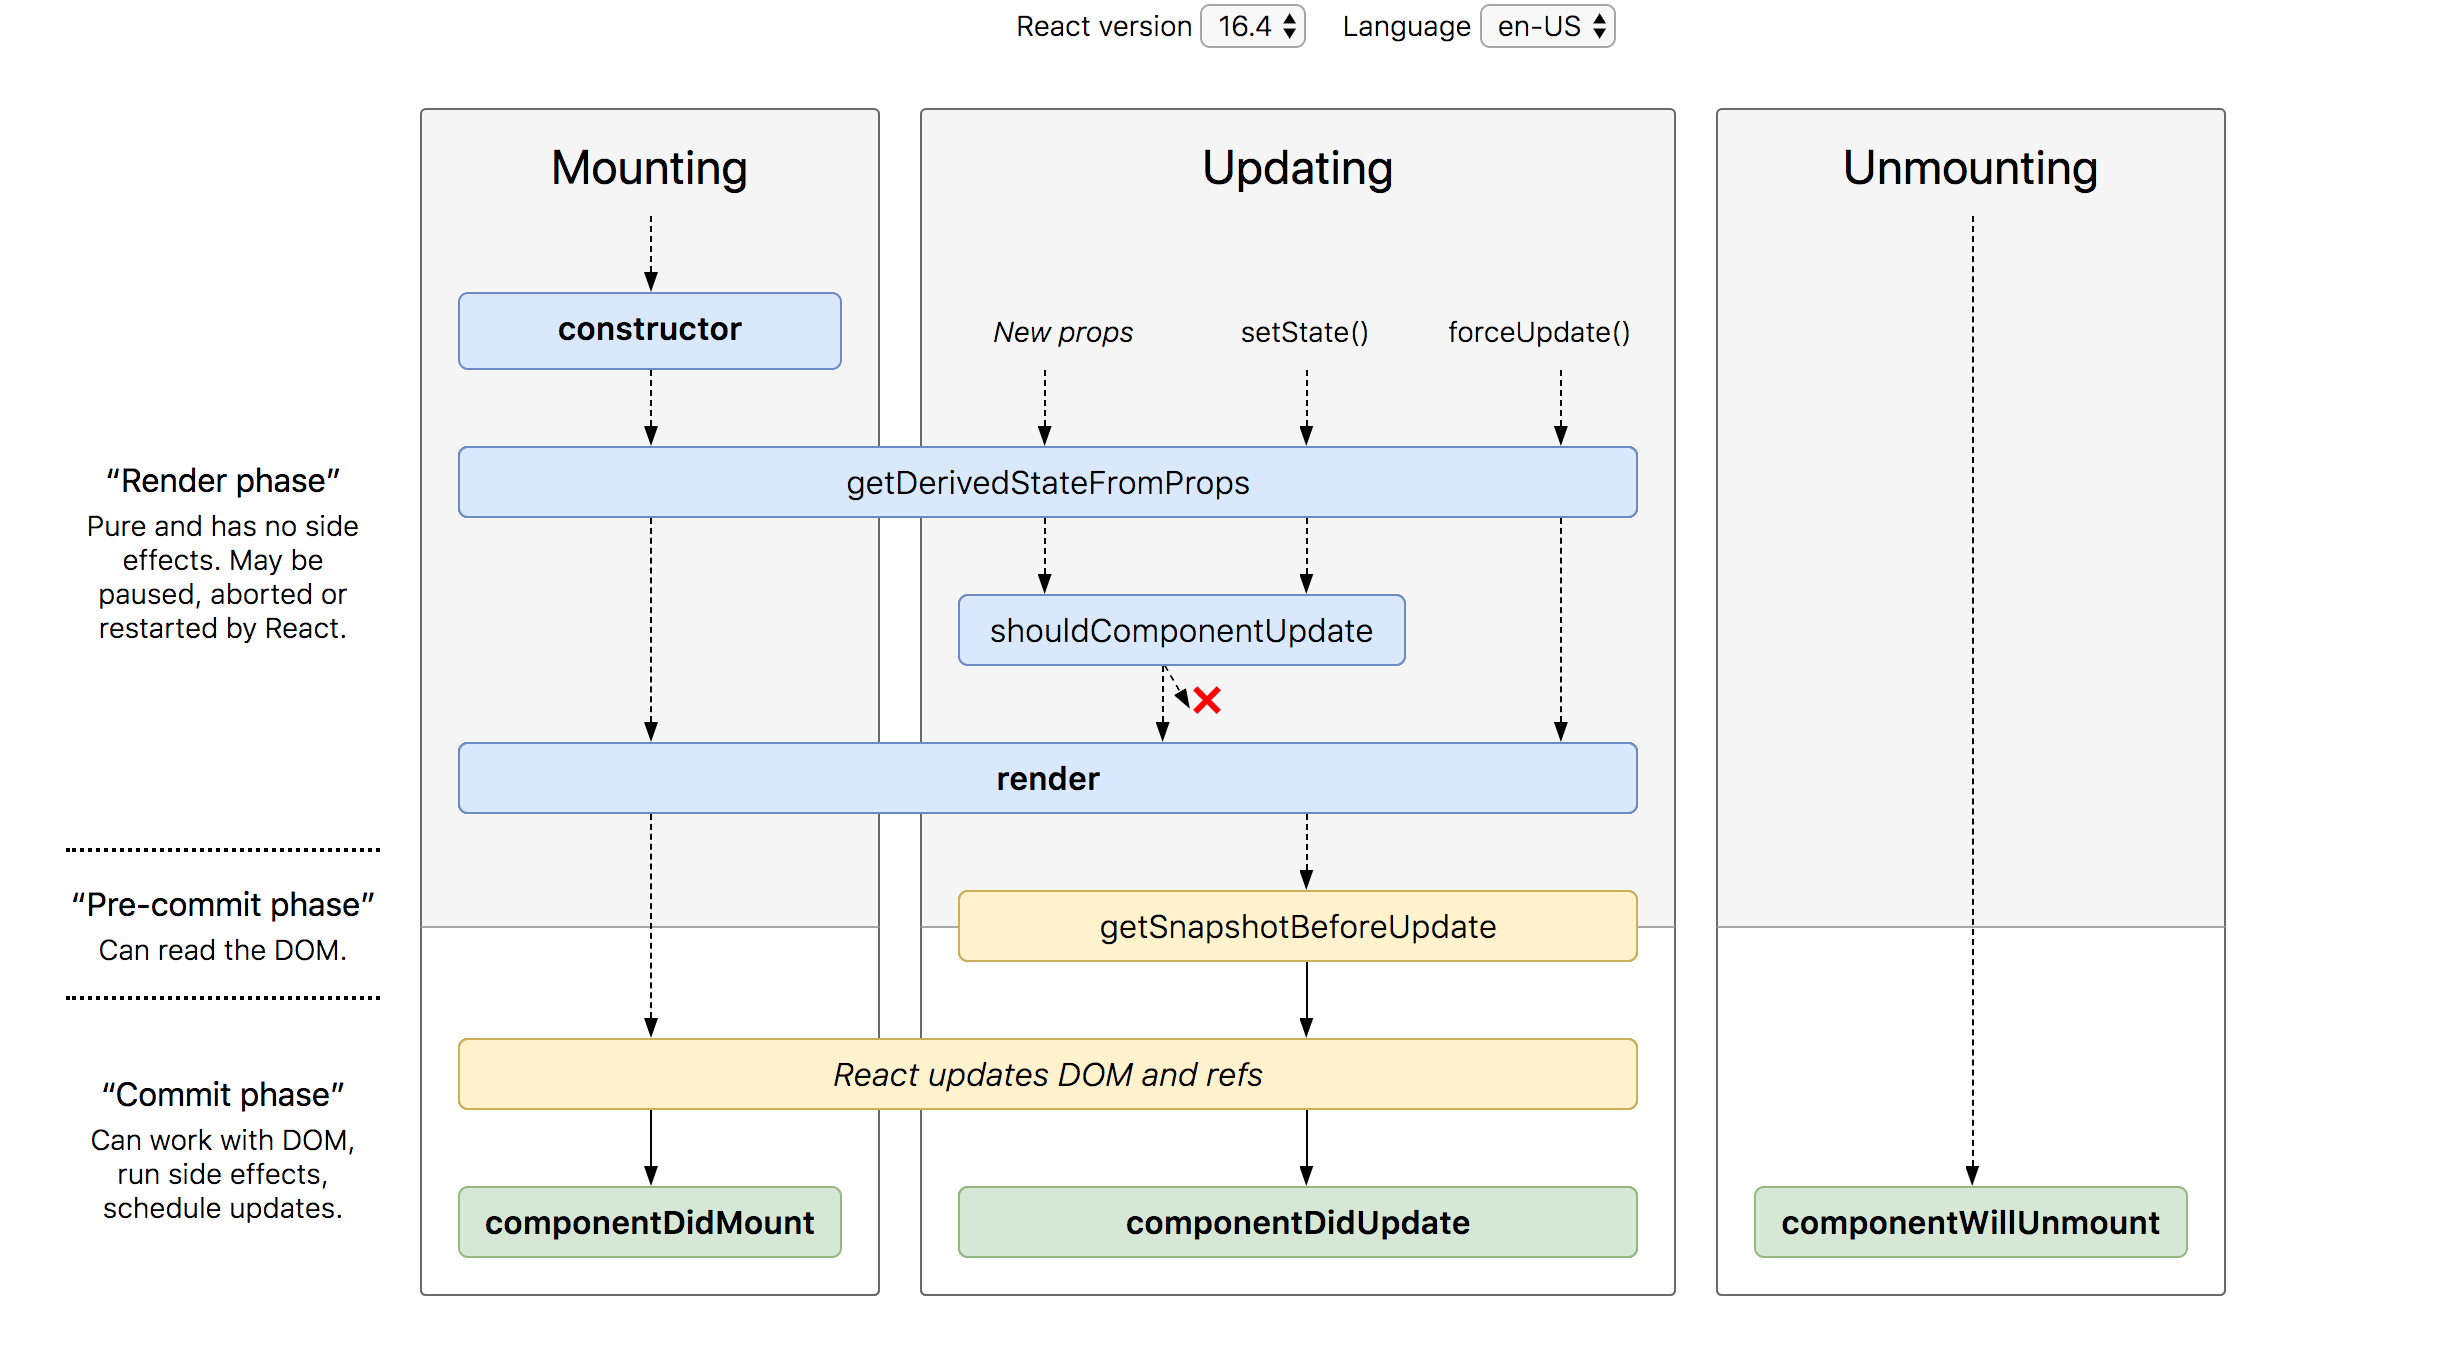 React version 16.4 Language en-US
Mounting
Updating
Unmounting
constructor
New props
setState()
forceUpdate()
getDerivedStateFromProps
shouldComponentUpdate
render
getSnapshotBeforeUpdate
React updates DOM and refs
componentDidMount
componentDidUpdate
componentWillUnmount
“Render phase”
Pure and has no side
effects. May be
paused, aborted or
restarted by React.
“Pre-commit phase”
Can read the DOM.
“Commit phase”
Can work with DOM,
run side effects,
schedule updates.